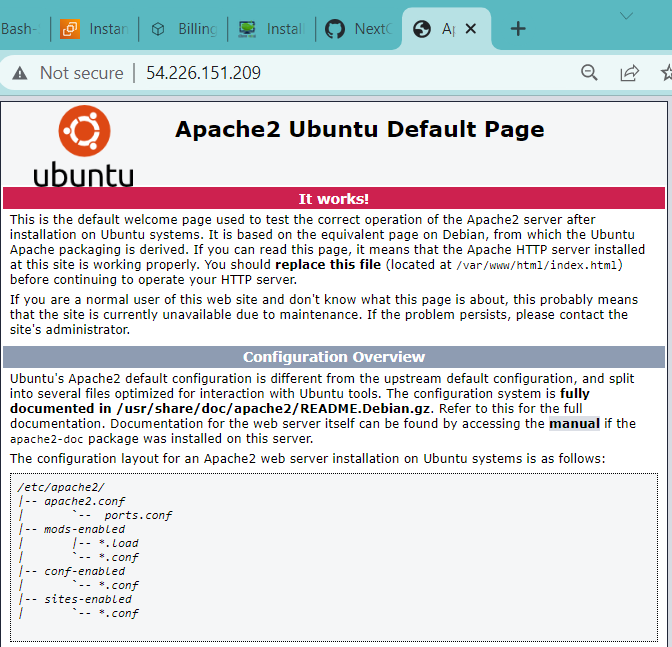 Bash- Instan Billing Instal NextC Ap
Not secure 54.226.151.209
Apache2 Ubuntu Default Page
ubuntu
It works!
This is the default welcome page used to test the correct operation of the Apache2 server after
installation on Ubuntu systems. It is based on the equivalent page on Debian, from which the Ubuntu
Apache packaging is derived. If you can read this page, it means that the Apache HTTP server installed
at this site is working properly. You should replace this file (located at /var/www/html/index.html)
before continuing to operate your HTTP server.
If you are a normal user of this web site and don't know what this page is about, this probably means
that the site is currently unavailable due to maintenance. If the problem persists, please contact the
site's administrator.
Configuration Overview
Ubuntu's Apache2 default configuration is different from the upstream default configuration, and split
into several files optimized for interaction with Ubuntu tools. The configuration system is fully
documented in /usr/share/doc/apache2/README.Debian.gz. Refer to this for the full
documentation. Documentation for the web server itself can be found by accessing the manual if the
apache2-doc package was installed on this server.
The configuration layout for an Apache2 web server installation on Ubuntu systems is as follows:
/etc/apache2/
|-- apache2.conf
|       `--  ports.conf
|-- mods-enabled
|       |-- *.load
|       `-- *.conf
|-- conf-enabled
|       `-- *.conf
|-- sites-enabled
|       `-- *.conf